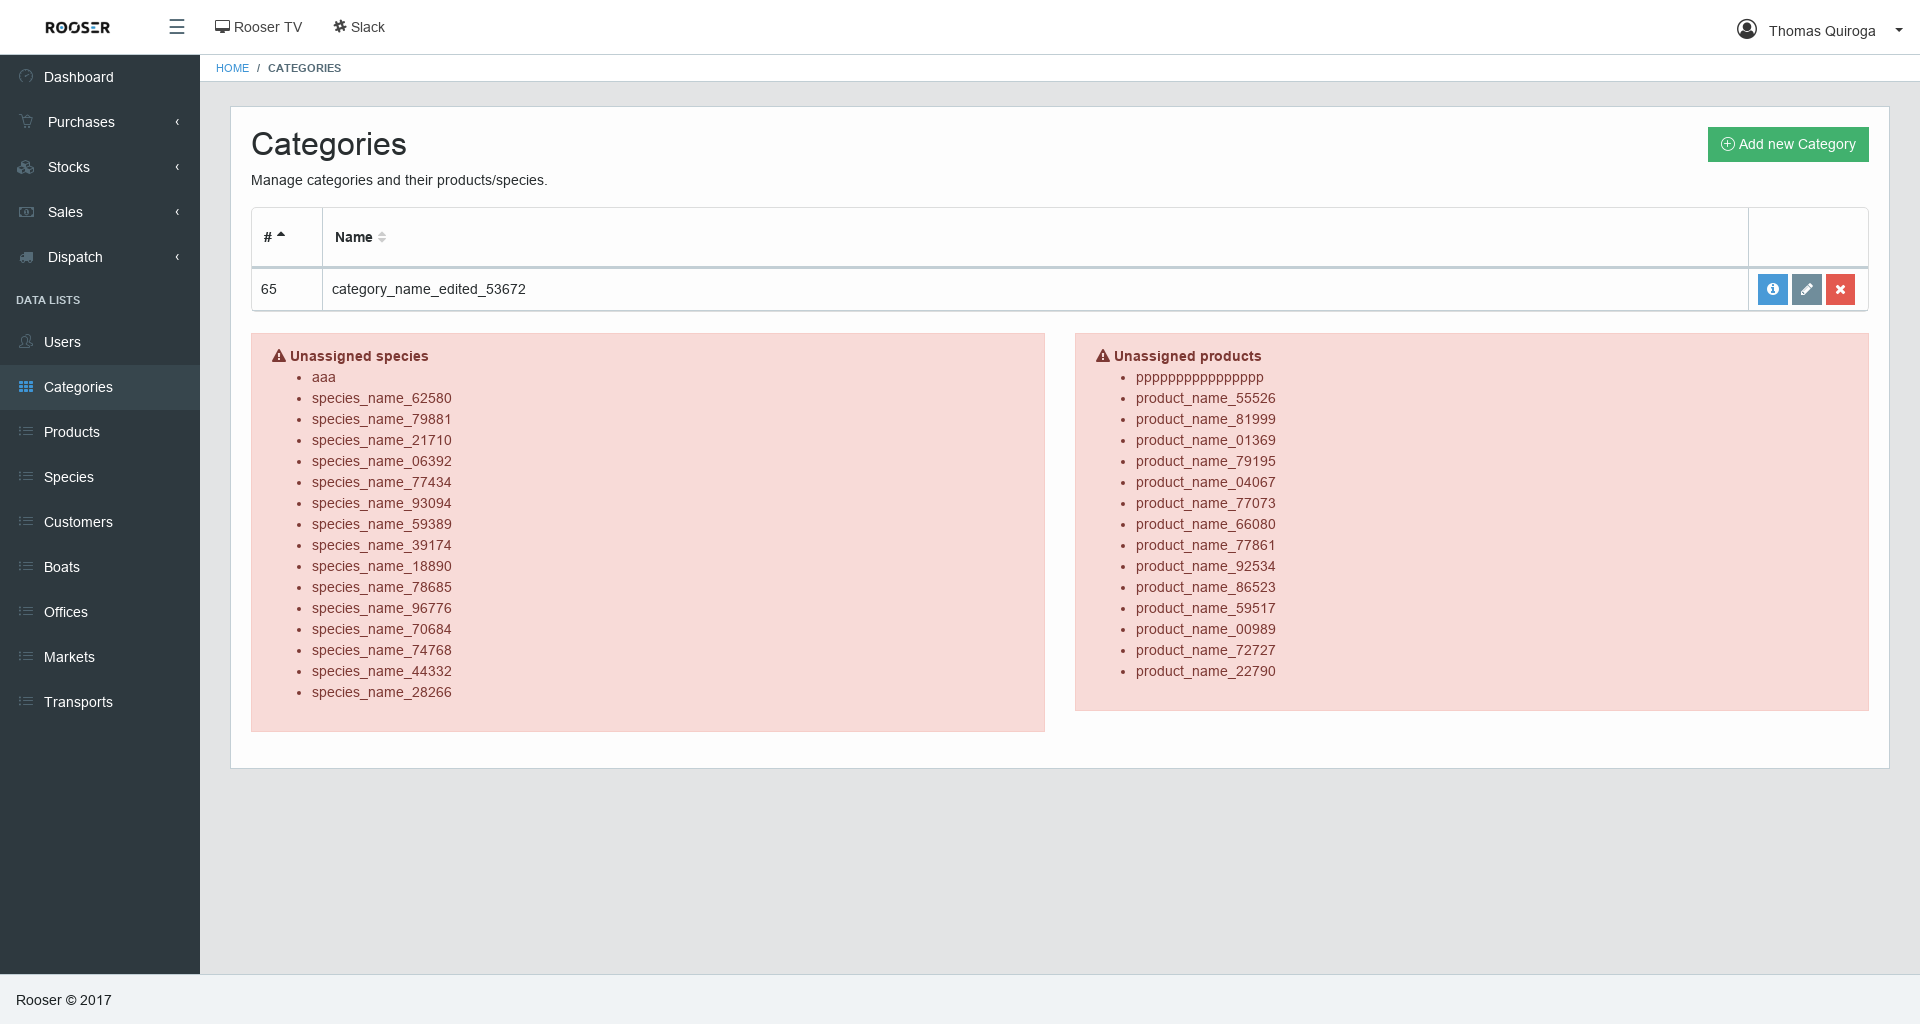 ROOSER
Rooser TV
Slack
Thomas Quiroga
HOME / CATEGORIES
Dashboard
Purchases
Stocks
Sales
Dispatch
DATA LISTS
Users
Categories
Products
Species
Customers
Boats
Offices
Markets
Transports
Categories
Add new Category
Manage categories and their products/species.
# Name
65 category_name_edited_53672
Unassigned species
aaa
species_name_62580
species_name_79881
species_name_21710
species_name_06392
species_name_77434
species_name_93094
species_name_59389
species_name_39174
species_name_18890
species_name_78685
species_name_96776
species_name_70684
species_name_74768
species_name_44332
species_name_28266
Unassigned products
pppppppppppppppp
product_name_55526
product_name_81999
product_name_01369
product_name_79195
product_name_04067
product_name_77073
product_name_66080
product_name_77861
product_name_92534
product_name_86523
product_name_59517
product_name_00989
product_name_72727
product_name_22790
Rooser © 2017